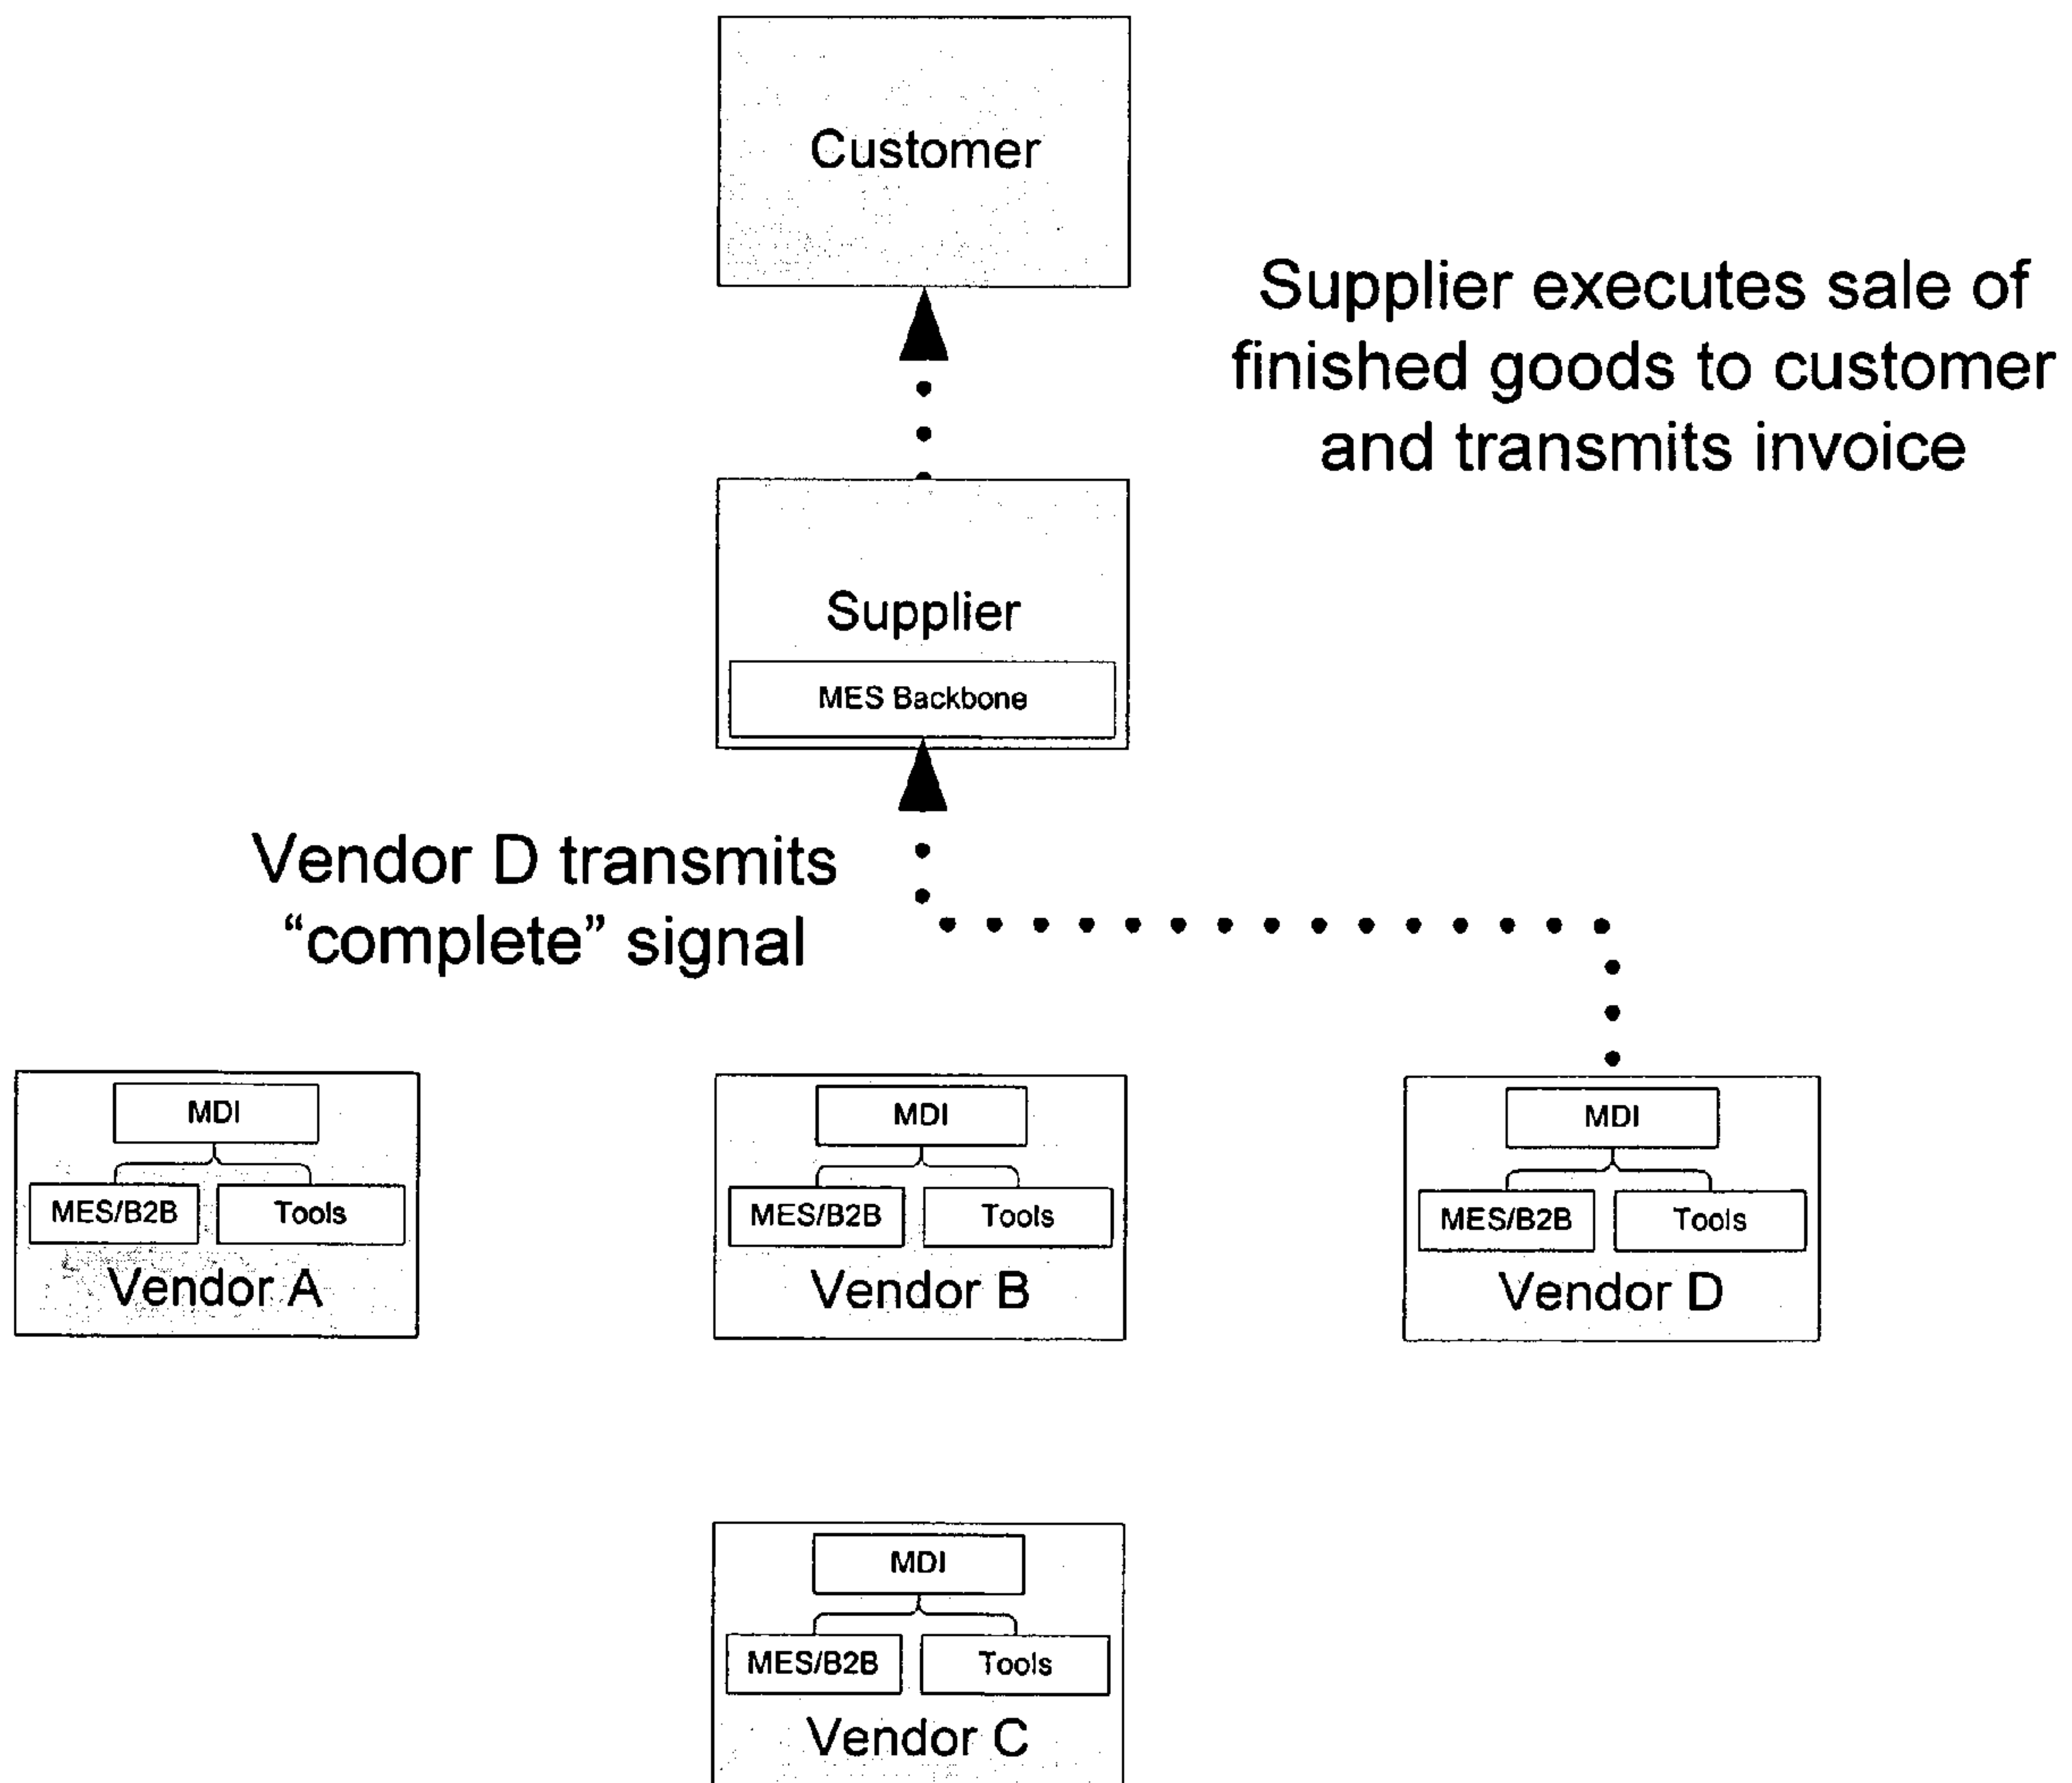 Customer
Supplier executes sale of
finished goods to customer
and transmits invoice
Supplier
MES Backbone
Vendor D transmits
“complete” signal
MDI
MES/B2B
Tools
Vendor A
MDI
MES/B2B
Tools
Vendor B
MDI
MES/B2B
Tools
Vendor D
MDI
MES/B2B
Tools
Vendor C